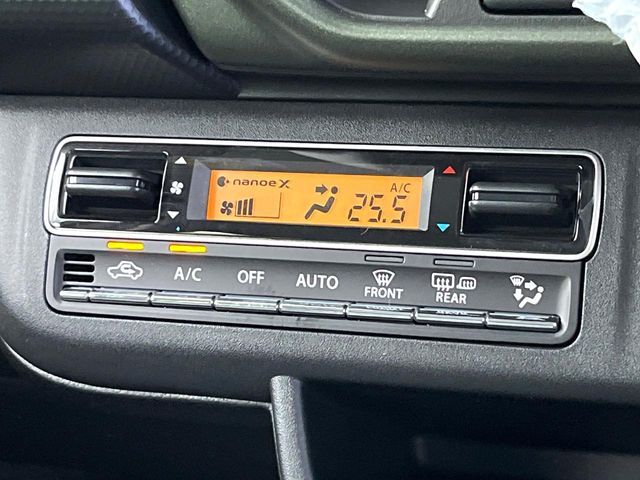 nanoe X
A/C
25.5
A/C
OFF
AUTO
FRONT
REAR